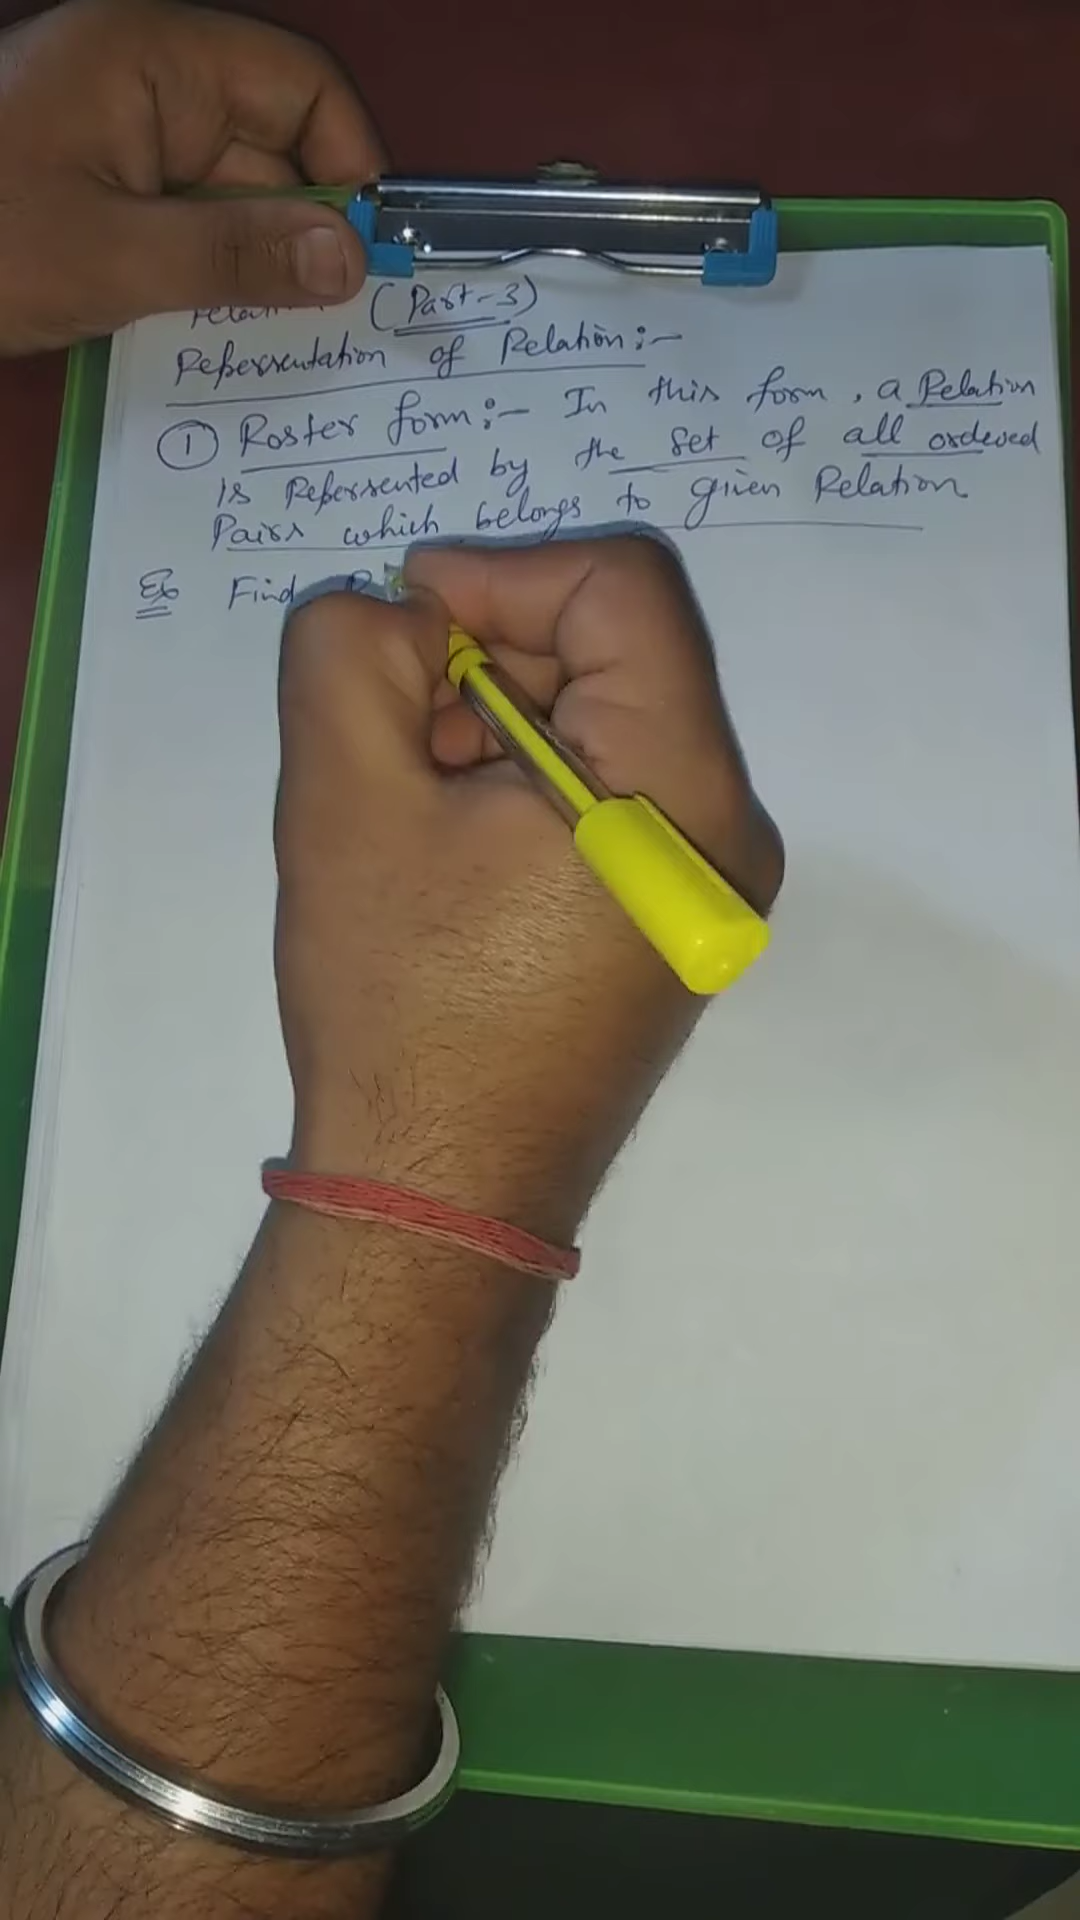 (Part-3)
Representation of Relation:-
① Roster form:- In this form, a Relation
is Represented by the set of all ordered
Pairs which belongs to given Relation
Ex Find